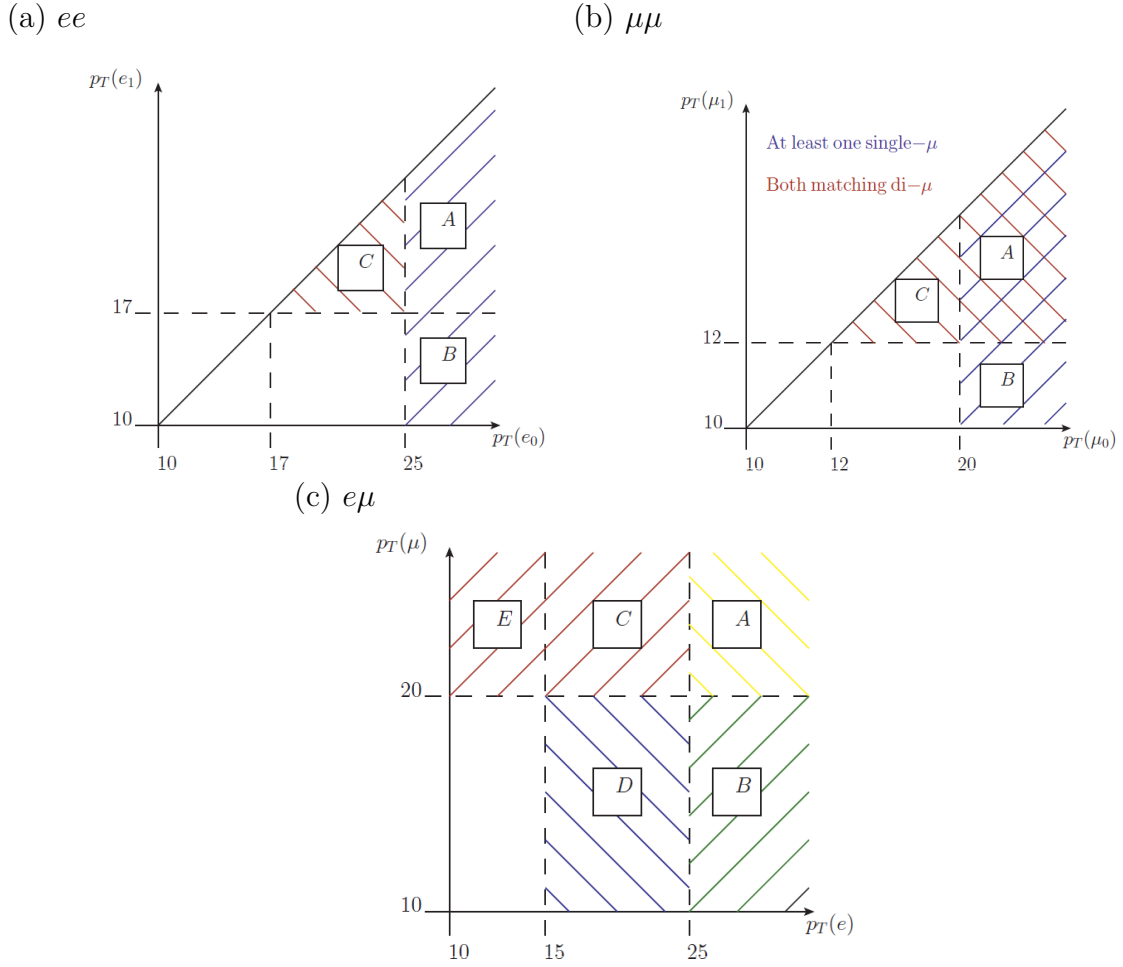 (a) ee
pT(e1)
17
10
A
C
B
10
17
25
pT(e0)
(b) μμ
pT(μ1)
At least one single−μ
Both matching di−μ
12
10
A
C
B
10
12
20
pT(μ0)
(c) eμ
pT(μ)
20
10
E
C
A
D
B
10
15
25
pT(e)